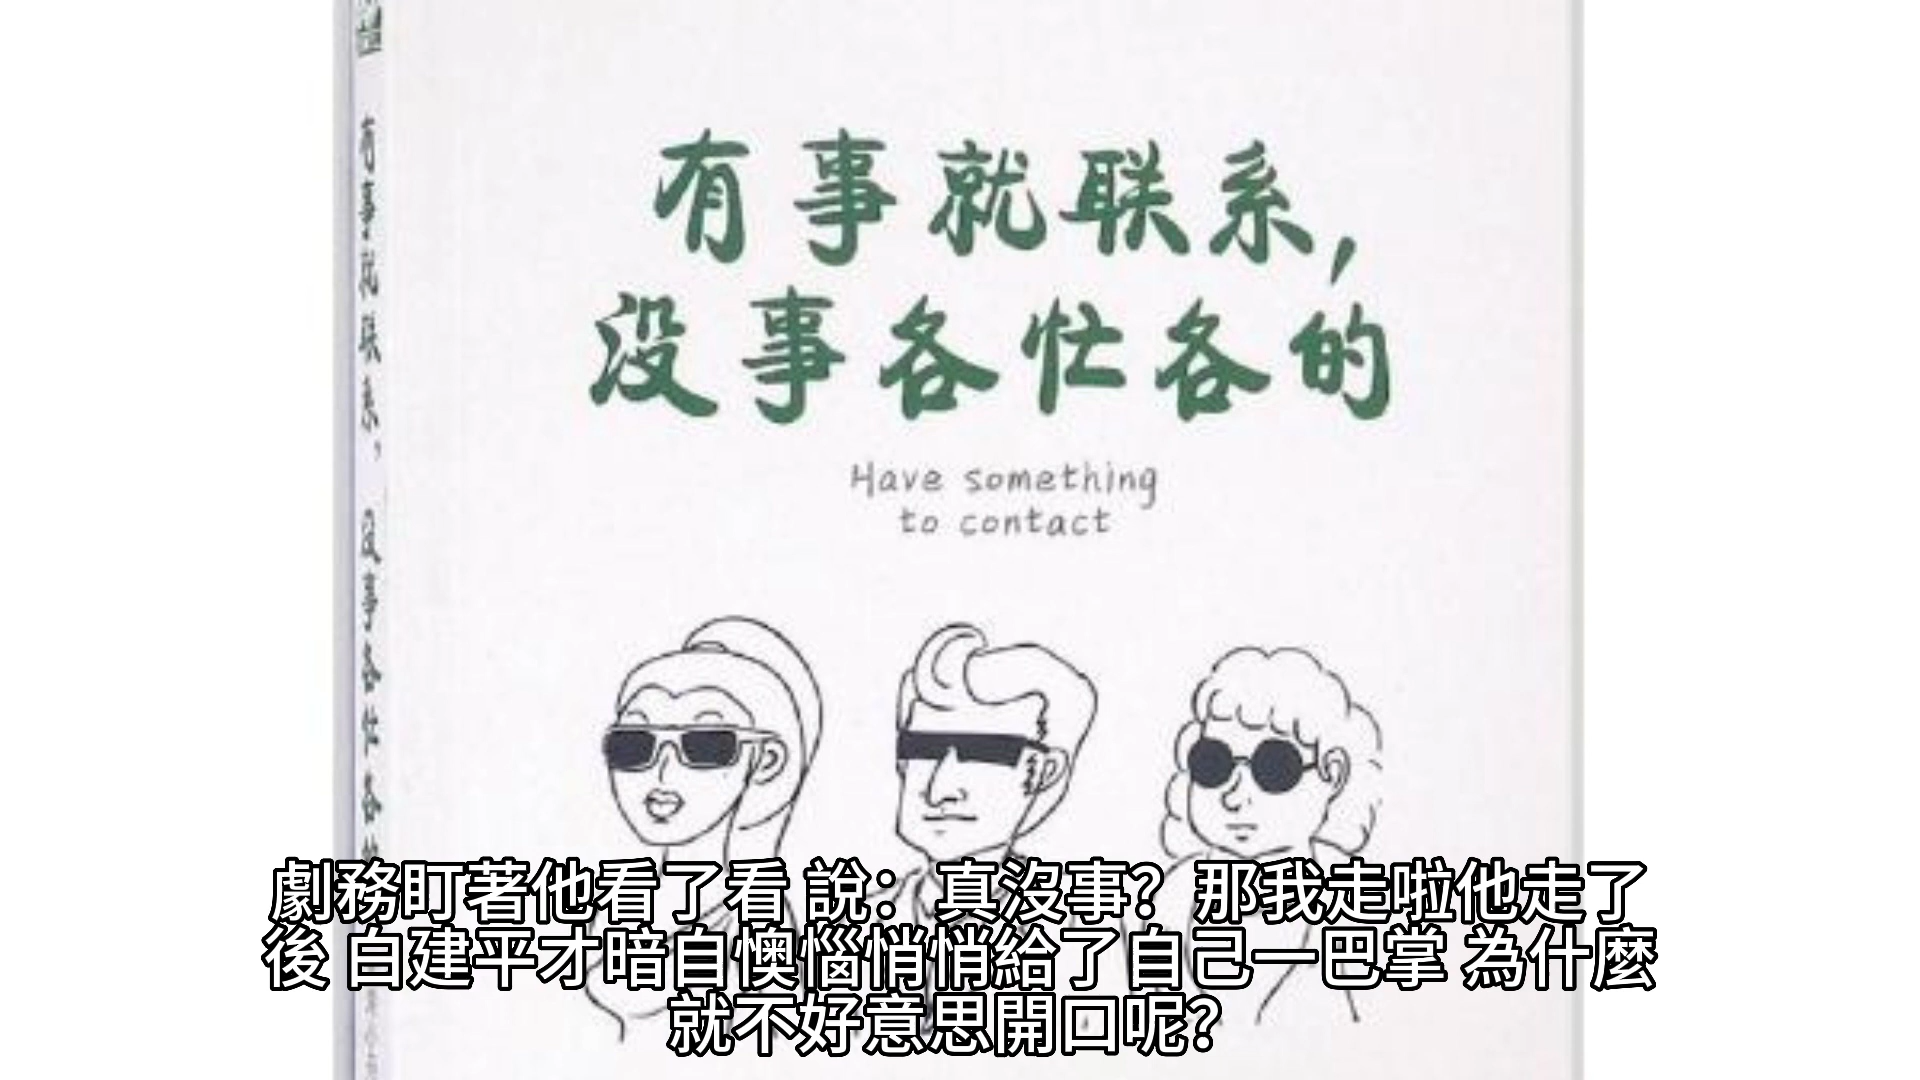 有事就联系，
没事各忙各的
Have something
to contact
有事就联系，没事各忙各的
劇務盯著他看了看 說：真沒事？那我走啦他走了
後 白建平才暗自懊惱悄悄給了自己一巴掌 為什麼
就不好意思開口呢？